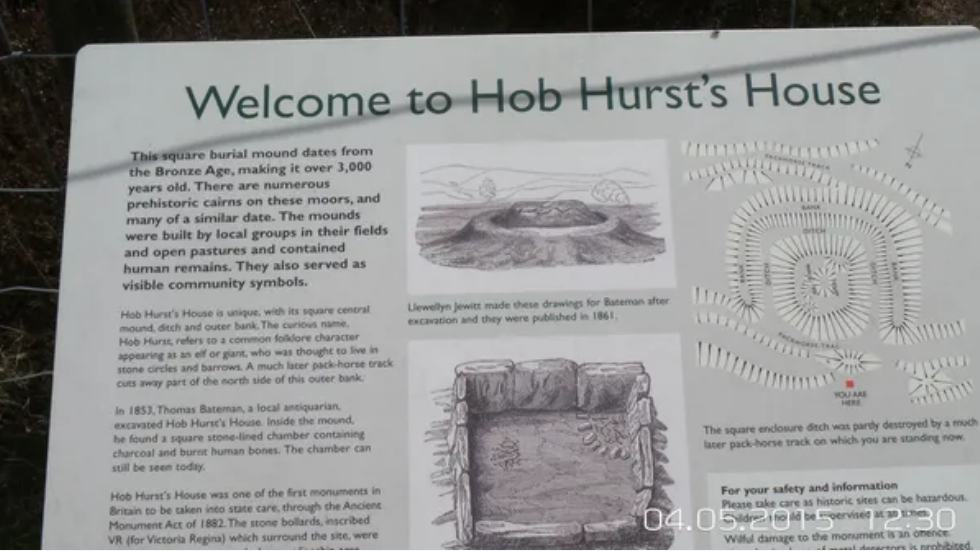 Welcome to Hob Hurst's House
This square burial mound dates from
the Bronze Age, making it over 3,000
years old. There are numerous
prehistoric cairns on these moors, and
many of a similar date. The mounds
were built by local groups in their fields
and open pastures and contained
human remains. They also served as
visible community symbols.
Hob Hurst's House is unique, with its square central
mound, ditch and outer bank. The curious name,
Hob Hurst, refers to a common folklore character
appearing as an elf or giant, who was thought to live in
stone circles and barrows. A much later pack-horse track
cuts away part of the north side of this outer bank.
In 1853, Thomas Bateman, a local antiquarian,
excavated Hob Hurst's House. Inside the mound,
he found a square stone-lined chamber containing
charcoal and burnt human bones. The chamber can
still be seen today.
Hob Hurst's House was one of the first monuments in
Britain to be taken into state care, through the Ancient
Monument Act of 1882. The stone bollards, inscribed
VR (for Victoria Regina) which surround the site, were
Llewellyn Jewitt made these drawings for Bateman after
excavation and they were published in 1861.
PACKHORSE TRACK
N
BANK
DITCH
BANK
DITCH
DITCH
BANK
PACKHORSE TRACK
YOU ARE
HERE
The square enclosure ditch was partly destroyed by a much
later pack-horse track on which you are standing now.
For your safety and information
Please take care as historic sites can be hazardous.
Children should be supervised at all times.
Wilful damage to the monument is an offence.
metal detectors is prohibited
04.05.2015 12:30